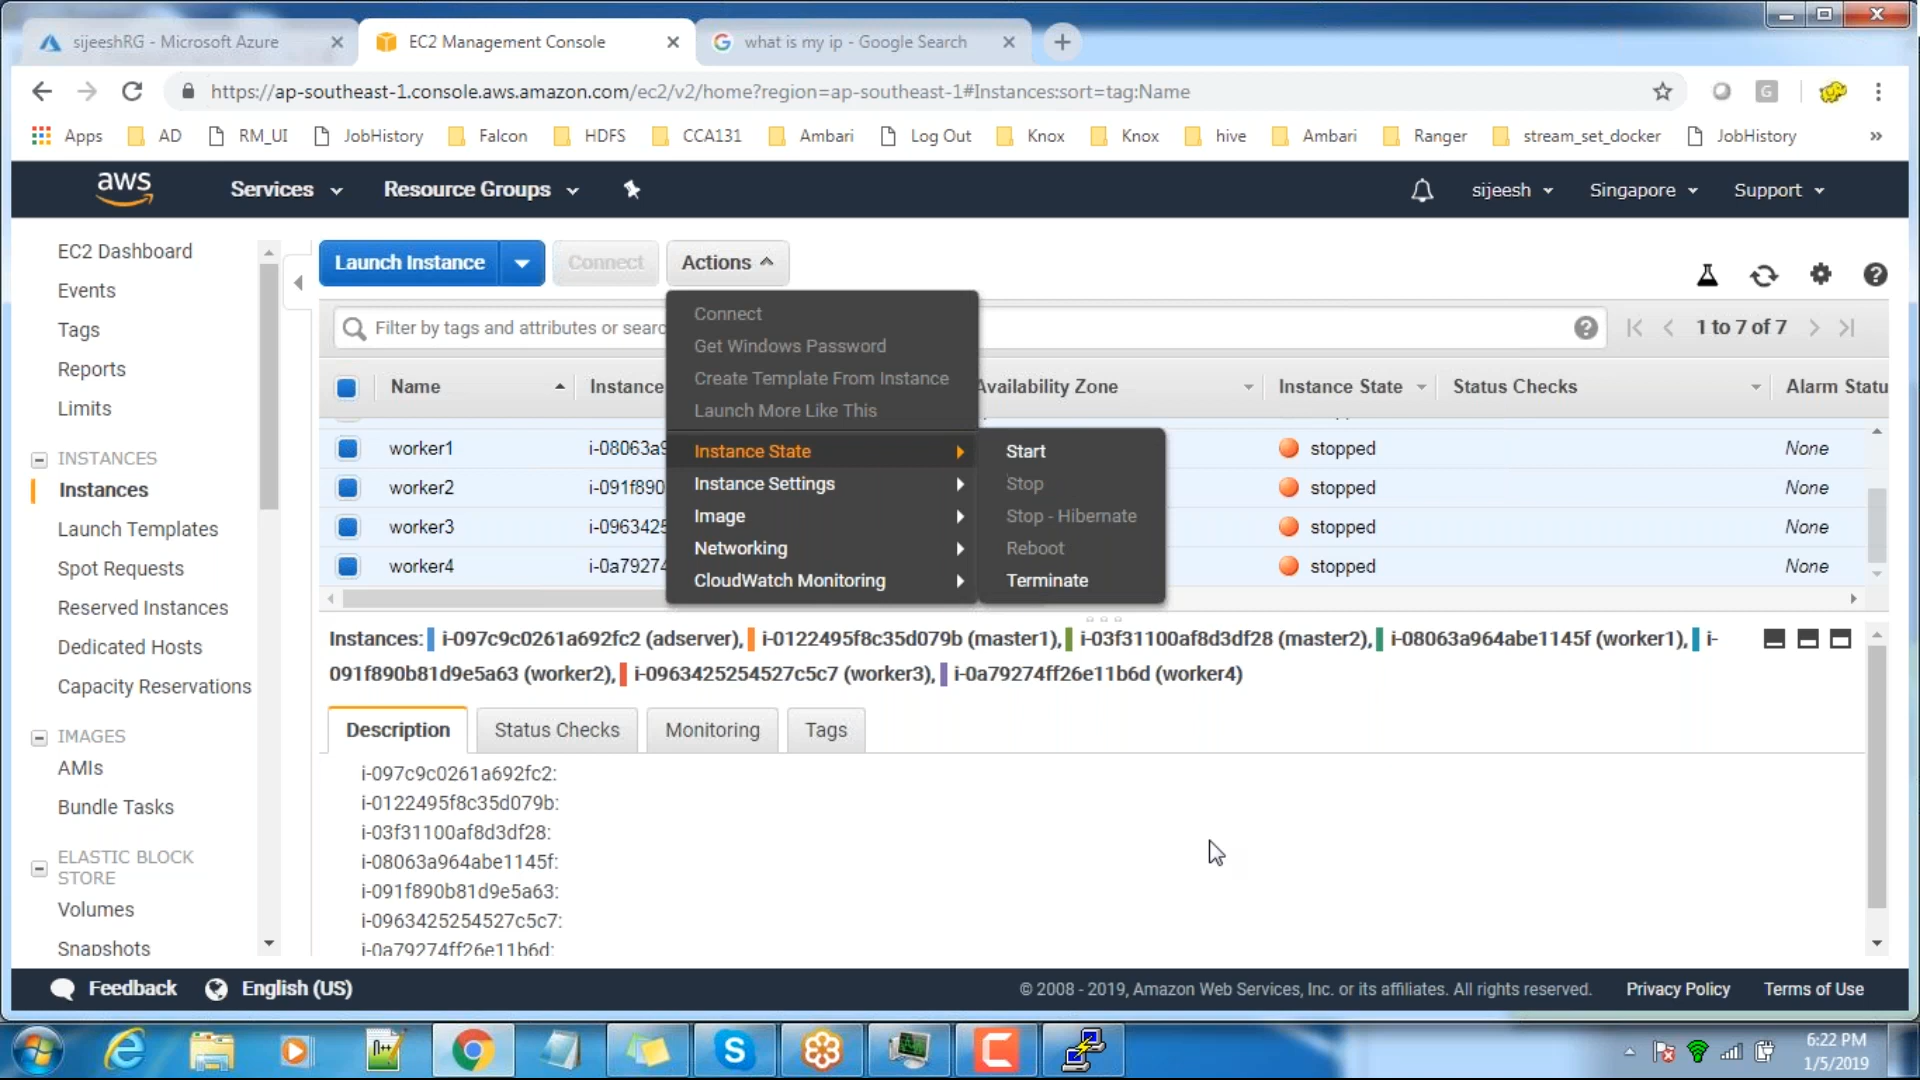 sijeeshRG - Microsoft Azure
EC2 Management Console
what is my ip - Google Search
https://ap-southeast-1.console.aws.amazon.com/ec2/v2/home?region=ap-southeast-1#Instances:sort=tag:Name
G
Apps AD RM_UI JobHistory Falcon HDFS CCA131 Ambari Log Out Knox Knox hive Ambari Ranger stream_set_docker JobHistory »
aws Services Resource Groups sijeesh Singapore Support
EC2 Dashboard
Events
Tags
Reports
Limits
INSTANCES
Instances
Launch Templates
Spot Requests
Reserved Instances
Dedicated Hosts
Capacity Reservations
IMAGES
AMIs
Bundle Tasks
ELASTIC BLOCK
STORE
Volumes
Snapshots
Launch Instance Connect Actions
Filter by tags and attributes or searc
1 to 7 of 7
Name Instance Availability Zone Instance State Status Checks Alarm Statu
worker1 i-08063a9 stopped None
worker2 i-091f890 stopped None
worker3 i-0963425 stopped None
worker4 i-0a79274 stopped None
Connect
Get Windows Password
Create Template From Instance
Launch More Like This
Instance State
Instance Settings
Image
Networking
CloudWatch Monitoring
Start
Stop
Stop - Hibernate
Reboot
Terminate
Instances: i-097c9c0261a692fc2 (adserver), i-0122495f8c35d079b (master1), i-03f31100af8d3df28 (master2), i-08063a964abe1145f (worker1), i-
091f890b81d9e5a63 (worker2), i-0963425254527c5c7 (worker3), i-0a79274ff26e11b6d (worker4)
Description Status Checks Monitoring Tags
i-097c9c0261a692fc2:
i-0122495f8c35d079b:
i-03f31100af8d3df28:
i-08063a964abe1145f:
i-091f890b81d9e5a63:
i-0963425254527c5c7:
i-0a79274ff26e11b6d:
Feedback English (US)
© 2008 - 2019, Amazon Web Services, Inc. or its affiliates. All rights reserved. Privacy Policy Terms of Use
6:22 PM
1/5/2019